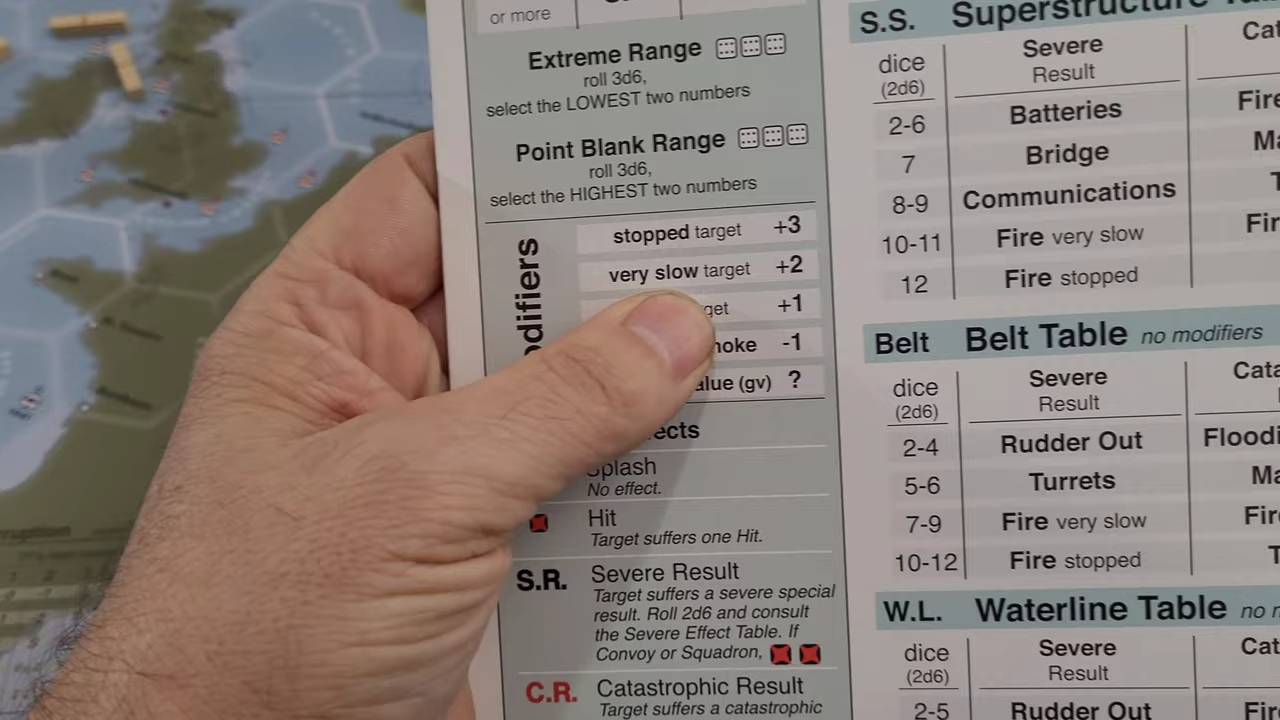 or more
Extreme Range
roll 3d6,
select the LOWEST two numbers
Point Blank Range
roll 3d6,
select the HIGHEST two numbers
stopped target +3
very slow target +2
+1
-1
(gv) ?
Splash
No effect.
Hit
Target suffers one Hit.
S.R. Severe Result
Target suffers a severe special
result. Roll 2d6 and consult
the Severe Effect Table. If
Convoy or Squadron,
C.R. Catastrophic Result
Target suffers a catastrophic
S.S. Superstructure
dice (2d6) Severe Result
2-6 Batteries
7 Bridge
8-9 Communications
10-11 Fire very slow
12 Fire stopped
Belt Belt Table no modifiers
dice (2d6) Severe Result
2-4 Rudder Out
5-6 Turrets
7-9 Fire very slow
10-12 Fire stopped
W.L. Waterline Table
dice (2d6) Severe Result
2-5 Rudder Out